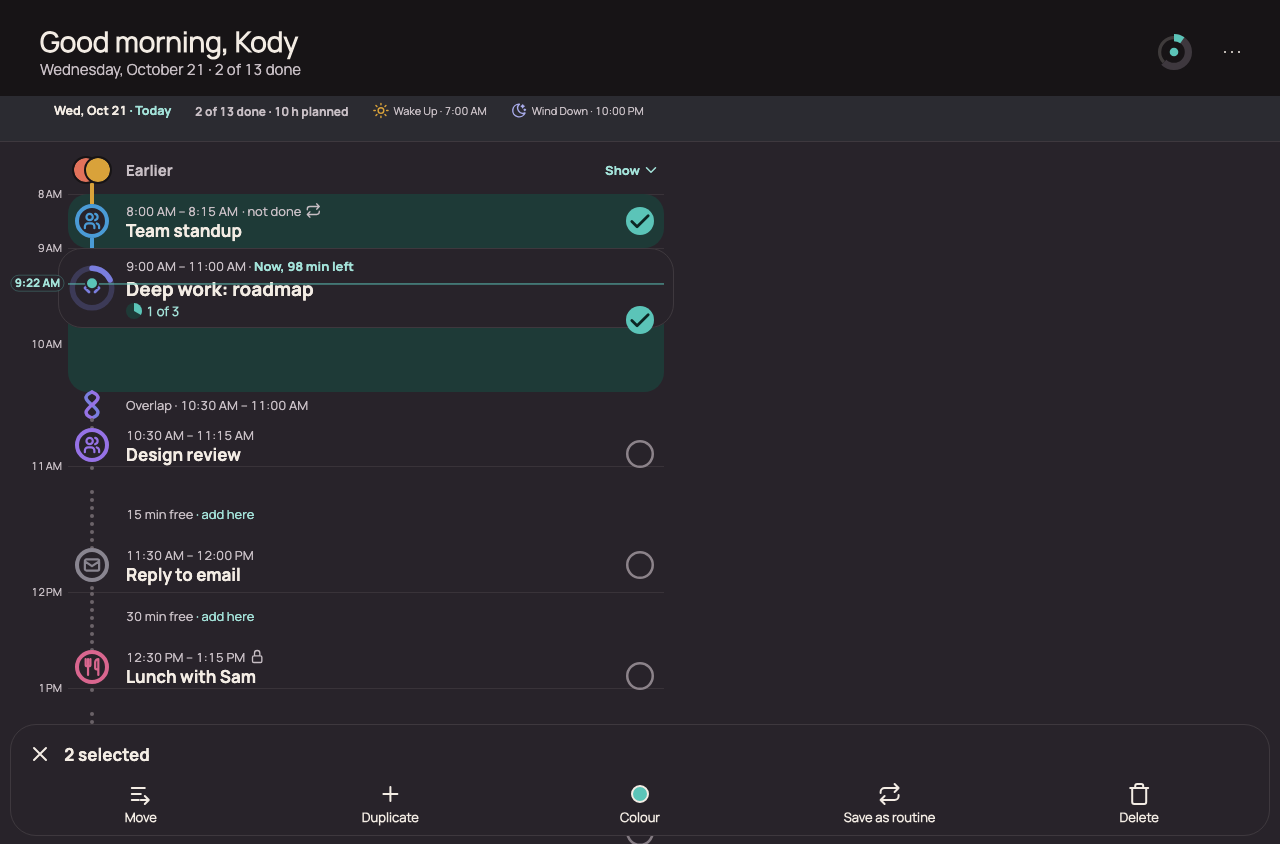 Good morning, Kody
Wednesday, October 21 · 2 of 13 done
Wed, Oct 21 · Today
2 of 13 done · 10 h planned
Wake Up · 7:00 AM
Wind Down · 10:00 PM
Earlier
Show
8 AM
8:00 AM – 8:15 AM · not done
Team standup
9 AM
9:00 AM – 11:00 AM · Now, 98 min left
9:22 AM
Deep work: roadmap
1 of 3
10 AM
Overlap · 10:30 AM – 11:00 AM
10:30 AM – 11:15 AM
Design review
11 AM
15 min free · add here
11:30 AM – 12:00 PM
Reply to email
12 PM
30 min free · add here
12:30 PM – 1:15 PM
Lunch with Sam
1 PM
2 selected
Move
Duplicate
Colour
Save as routine
Delete